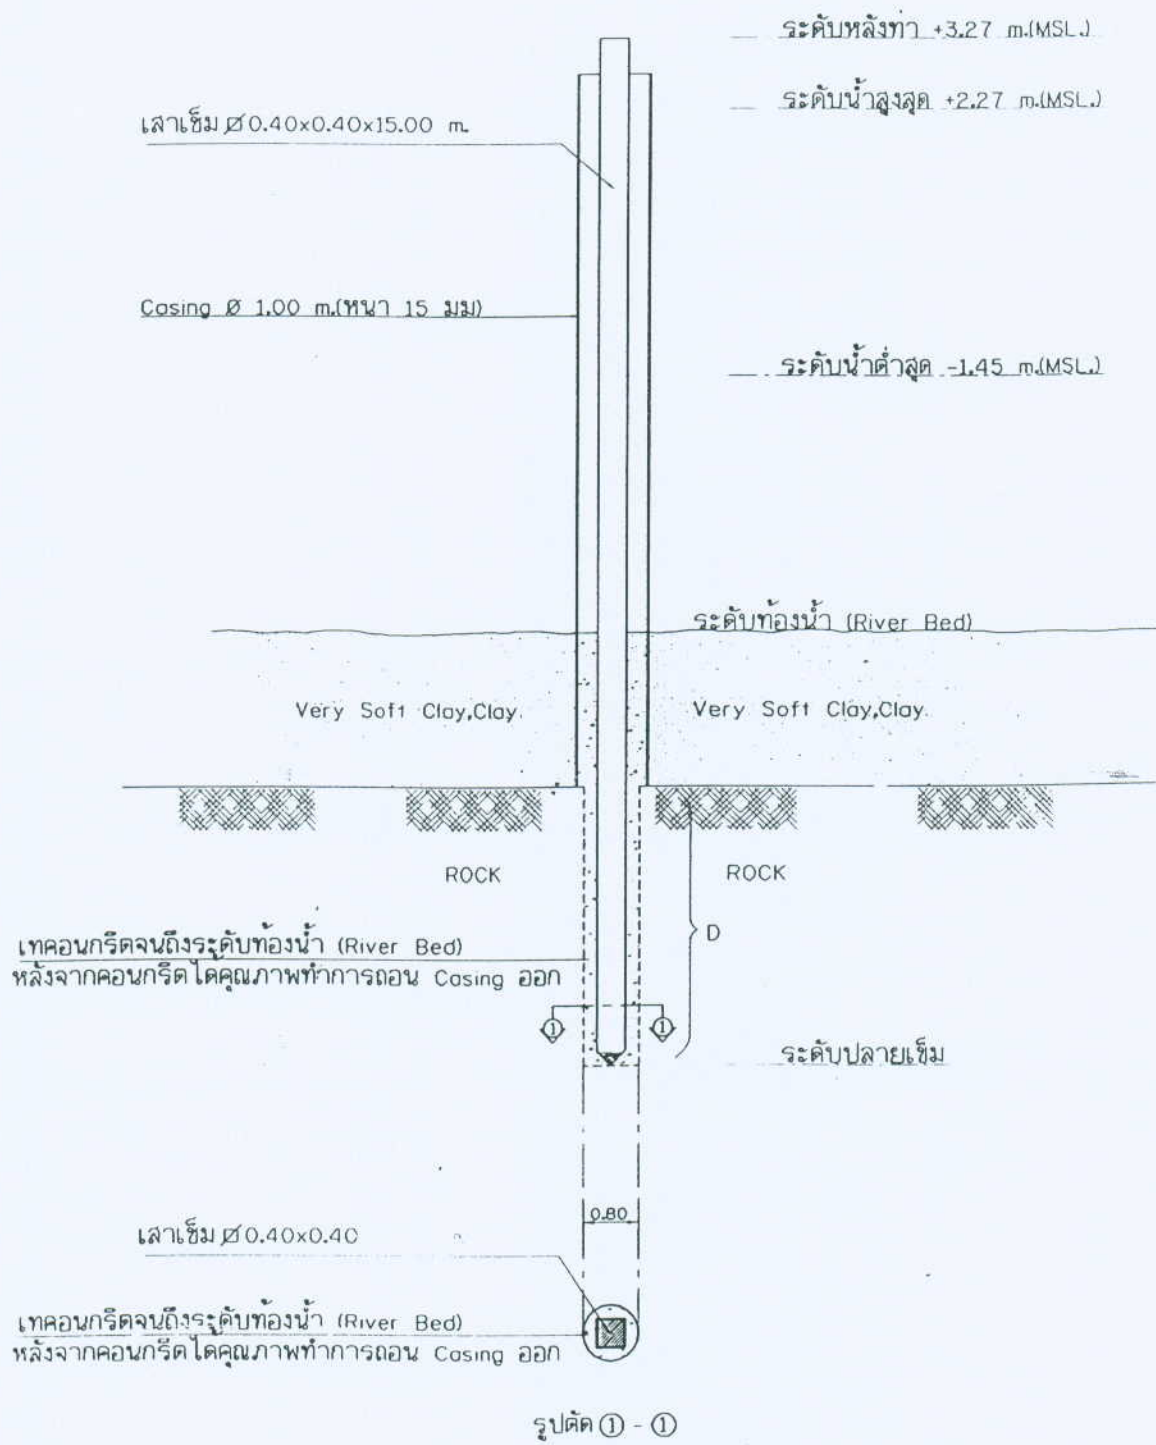 ระดับหลังท่า +3.27 m.(MSL.)
ระดับน้ำสูงสุด +2.27 m.(MSL.)
เสาเข็ม ⌀ 0.40x0.40x15.00 m.
Casing Ø 1.00 m.(หนา 15 มม)
ระดับน้ำต่ำสุด -1.45 m.(MSL.)
ระดับท้องน้ำ (River Bed)
Very Soft Clay,Clay.
Very Soft Clay,Clay.
ROCK
ROCK
D
เทคอนกรีตจนถึงระดับท้องน้ำ (River Bed)
หลังจากคอนกรีตได้คุณภาพทำการถอน Casing ออก
① ①
ระดับปลายเข็ม
0.80
เสาเข็ม ⌀ 0.40x0.40
เทคอนกรีตจนถึงระดับท้องน้ำ (River Bed)
หลังจากคอนกรีตได้คุณภาพทำการถอน Casing ออก
รูปตัด ① - ①